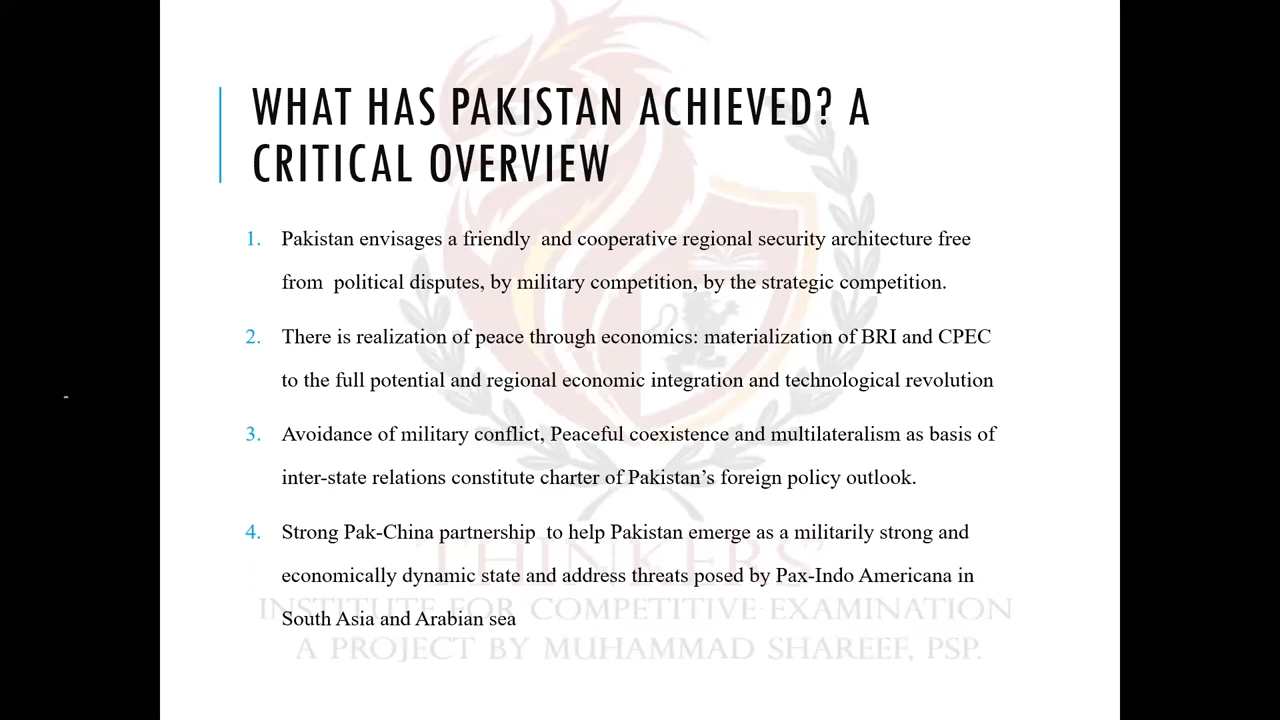 WHAT HAS PAKISTAN ACHIEVED? A
CRITICAL OVERVIEW
1. Pakistan envisages a friendly and cooperative regional security architecture free
from political disputes, by military competition, by the strategic competition.
2. There is realization of peace through economics: materialization of BRI and CPEC
to the full potential and regional economic integration and technological revolution
3. Avoidance of military conflict, Peaceful coexistence and multilateralism as basis of
inter-state relations constitute charter of Pakistan’s foreign policy outlook.
4. Strong Pak-China partnership to help Pakistan emerge as a militarily strong and
economically dynamic state and address threats posed by Pax-Indo Americana in
South Asia and Arabian sea
THINKERS'
INSTITUTE FOR COMPETITIVE EXAMINATION
A PROJECT BY MUHAMMAD SHAREEF, PSP.